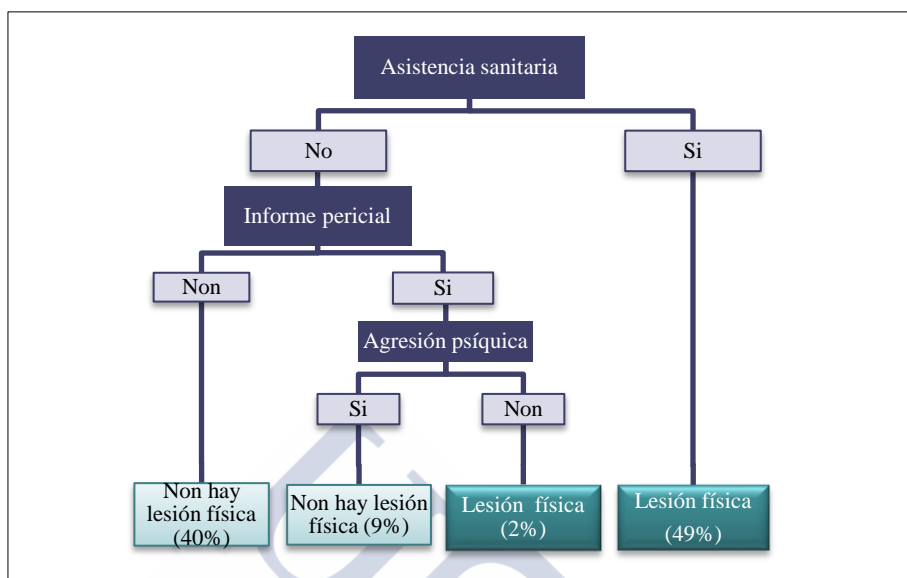 Asistencia sanitaria
No
Si
Informe pericial
Non
Si
Agresión psíquica
Si
Non
Non hay
lesión física
(40%)
Non hay lesión
física (9%)
Lesión física
(2%)
Lesión física
(49%)